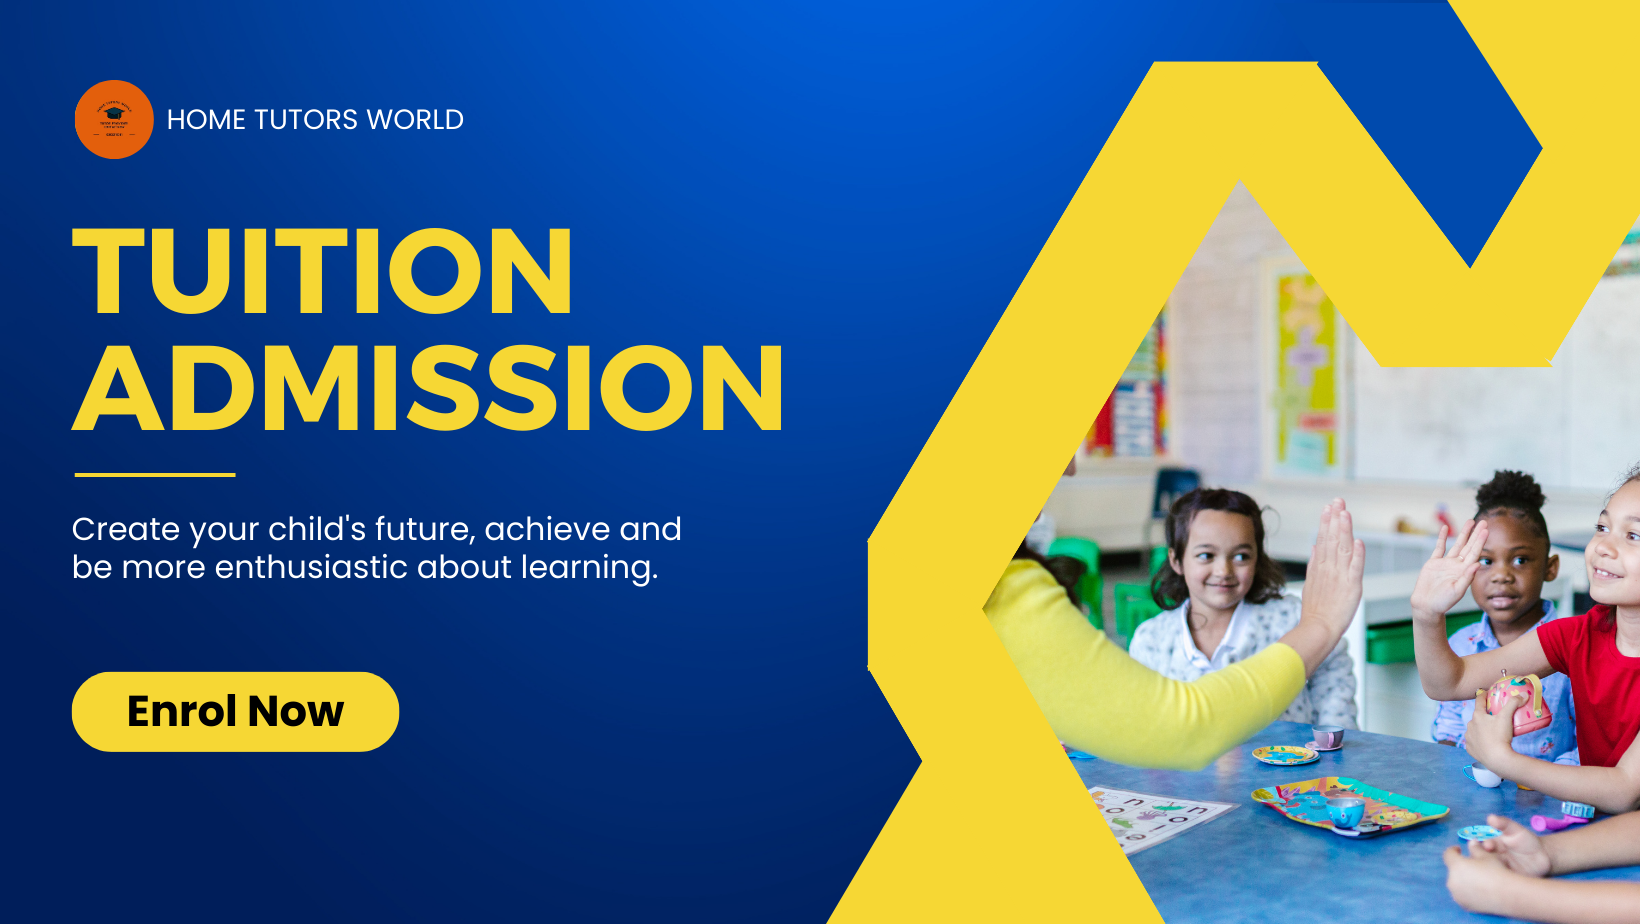 HOME TUTORS WORLD
TUITION
ADMISSION
Create your child's future, achieve and
be more enthusiastic about learning.
Enrol Now